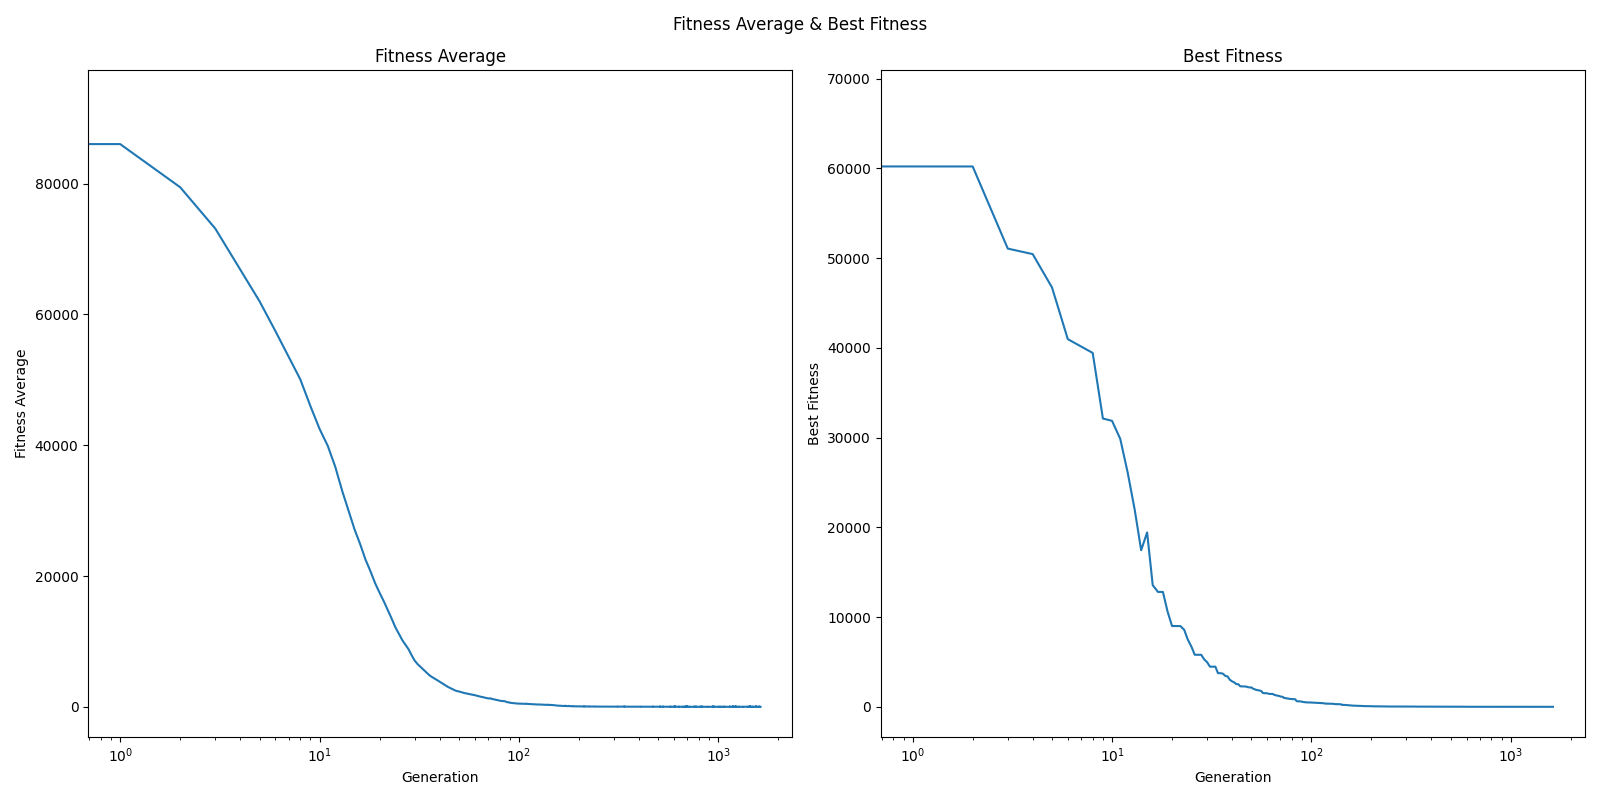 Fitness Average & Best Fitness
Fitness Average
80000
60000
40000
20000
0
Fitness Average
10⁰ 10¹ 10² 10³
Generation
Best Fitness
70000
60000
50000
40000
30000
20000
10000
0
Best Fitness
10⁰ 10¹ 10² 10³
Generation